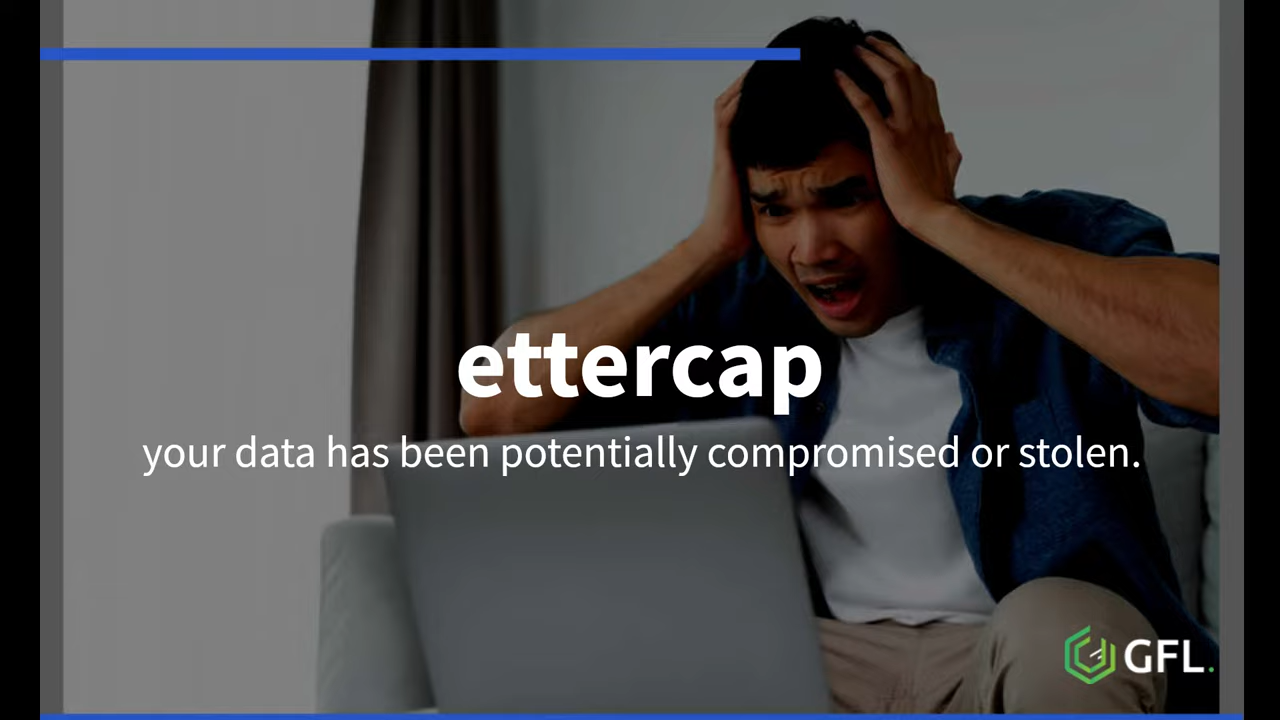 ettercap
your data has been potentially compromised or stolen.
GFL.